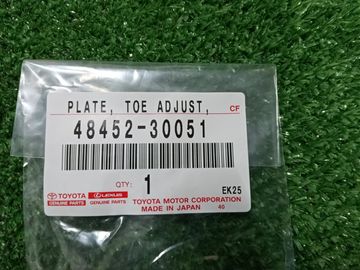 PLATE, TOE ADJUST,
CF
48452-30051
QTY: 1
EK25
TOYOTA LEXUS
GENUINE PARTS GENUINE PARTS
TOYOTA MOTOR CORPORATION
MADE IN JAPAN 40